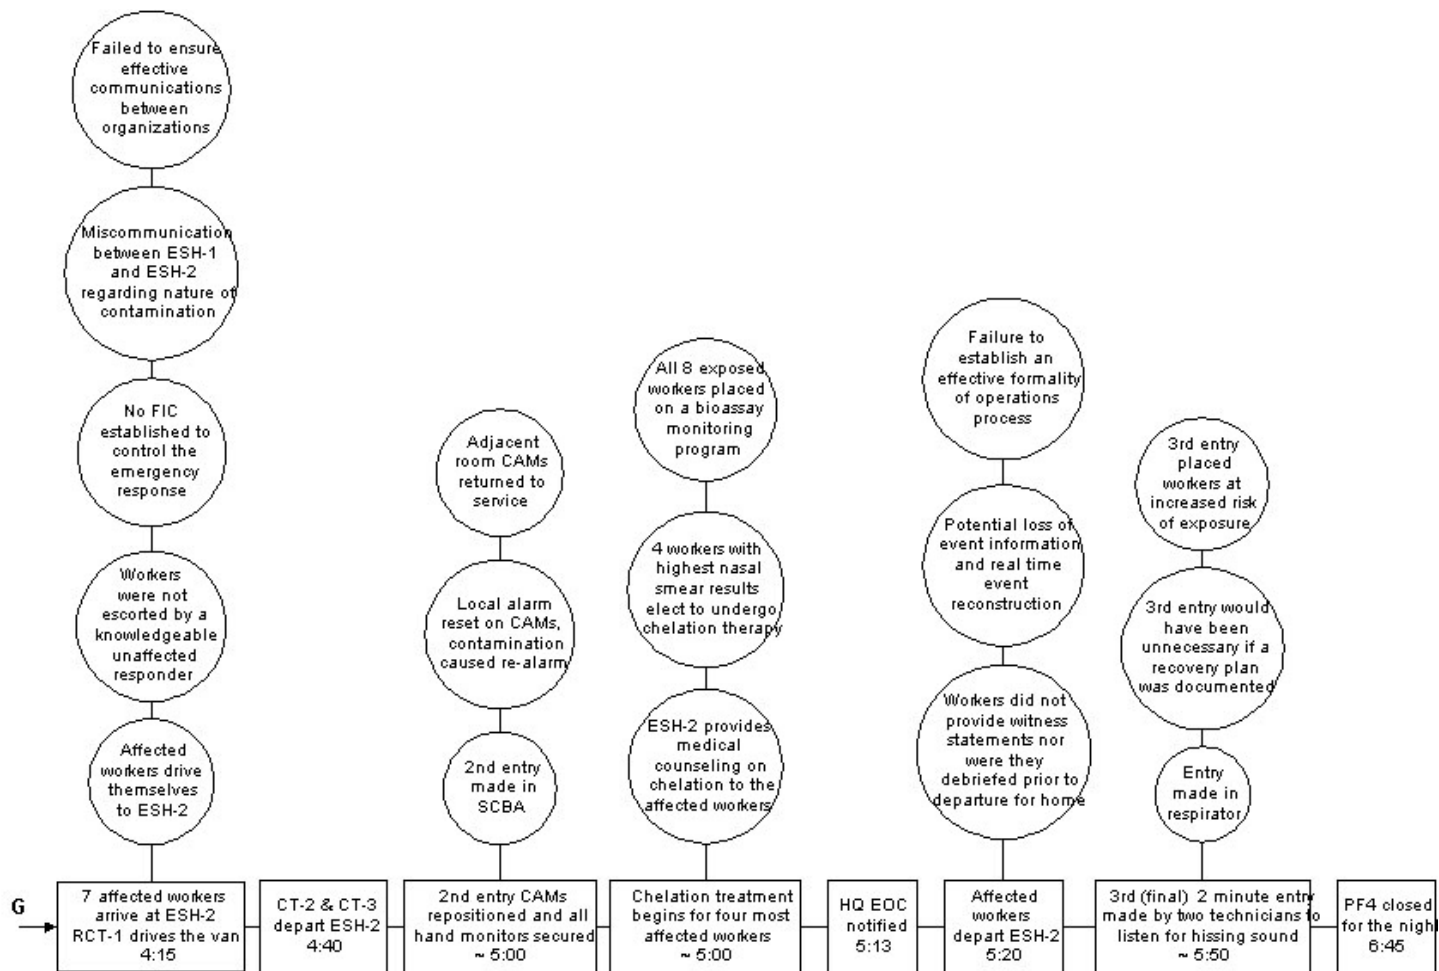 Failed to ensure
effective
communications
between
organizations
Miscommunication
between ESH-1
and ESH-2
regarding nature of
contamination
No FIC
established to
control the
emergency
response
Workers
were not
escorted by a
knowledgeable
unaffected
responder
Affected
workers drive
themselves
to ESH-2
Adjacent
room CAMs
returned to
service
Local alarm
reset on CAMs,
contamination
caused re-alarm
2nd entry
made in
SCBA
All 8 exposed
workers placed
on a bioassay
monitoring
program
4 workers with
highest nasal
smear results
elect to undergo
chelation therapy
ESH-2 provides
medical
counseling on
chelation to the
affected workers
Failure to
establish an
effective formality
of operations
process
Potential loss of
event information
and real time
event
reconstruction
Workers did not
provide witness
statements nor
were they
debriefed prior to
departure for home
3rd entry
placed
workers at
increased risk
of exposure
3rd entry would
have been
unnecessary if a
recovery plan
was documented
Entry
made in
respirator
G
7 affected workers
arrive at ESH-2
RCT-1 drives the van
4:15
CT-2 & CT-3
depart ESH-2
4:40
2nd entry CAMs
repositioned and all
hand monitors secured
~ 5:00
Chelation treatment
begins for four most
affected workers
~ 5:00
HQ EOC
notified
5:13
Affected
workers
depart ESH-2
5:20
3rd (final) 2 minute entry
made by two technicians to
listen for hissing sound
~ 5:50
PF4 closed
for the night
6:45